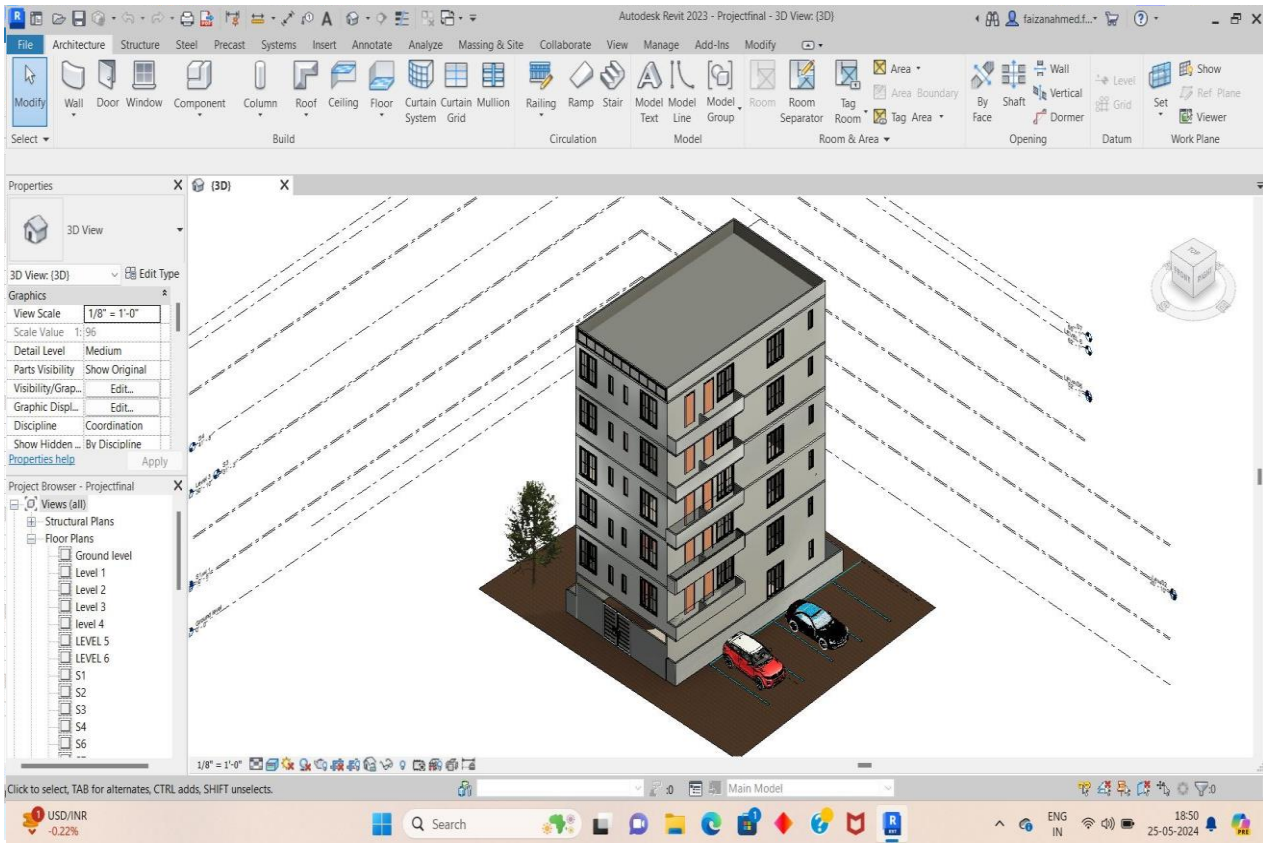 Autodesk Revit 2023 - Projectfinal - 3D View: {3D}
faizanahmed.f...
File Architecture Structure Steel Precast Systems Insert Annotate Analyze Massing & Site Collaborate View Manage Add-Ins Modify
Modify Wall Door Window Component Column Roof Ceiling Floor Curtain System Curtain Grid Mullion Railing Ramp Stair Model Text Model Line Model Group Room Room Separator Tag Room
Area
Area Boundary
Tag Area
By Face Shaft
Wall
Vertical
Dormer
Level
Grid
Set
Show
Ref Plane
Viewer
Select Build Circulation Model Room & Area Opening Datum Work Plane
Properties X
{3D} X
3D View
3D View: {3D} Edit Type
Graphics
View Scale 1/8" = 1'-0"
Scale Value 1: 96
Detail Level Medium
Parts Visibility Show Original
Visibility/Grap... Edit...
Graphic Displ... Edit...
Discipline Coordination
Show Hidden ... By Discipline
Properties help Apply
Project Browser - Projectfinal X
Views (all)
Structural Plans
Floor Plans
Ground level
Level 1
Level 2
Level 3
level 4
LEVEL 5
LEVEL 6
S1
S2
S3
S4
S6
TOP
FRONT
RIGHT
Ground level
1/8" = 1'-0"
Click to select, TAB for alternates, CTRL adds, SHIFT unselects.
:0
Main Model
:0
1
USD/INR
-0.22%
Search
ENG
IN
18:50
25-05-2024
PRE